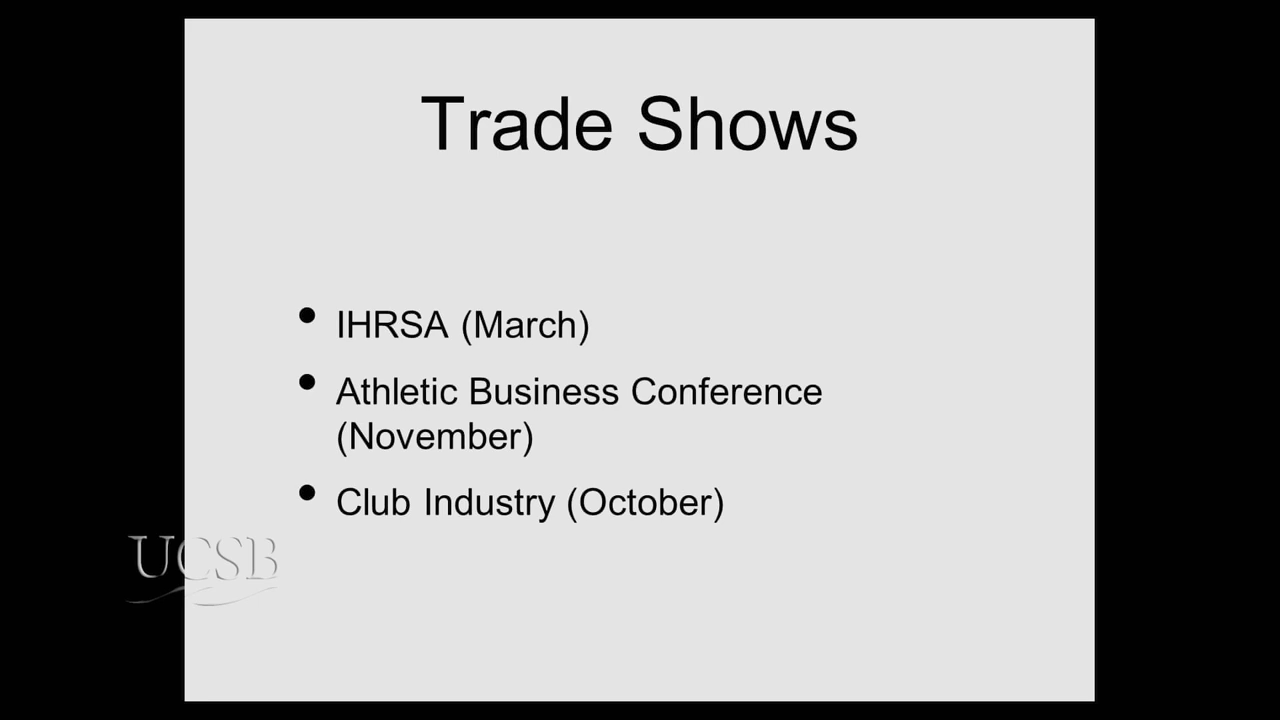 Trade Shows
• IHRSA (March)
• Athletic Business Conference
(November)
• Club Industry (October)
UCSB